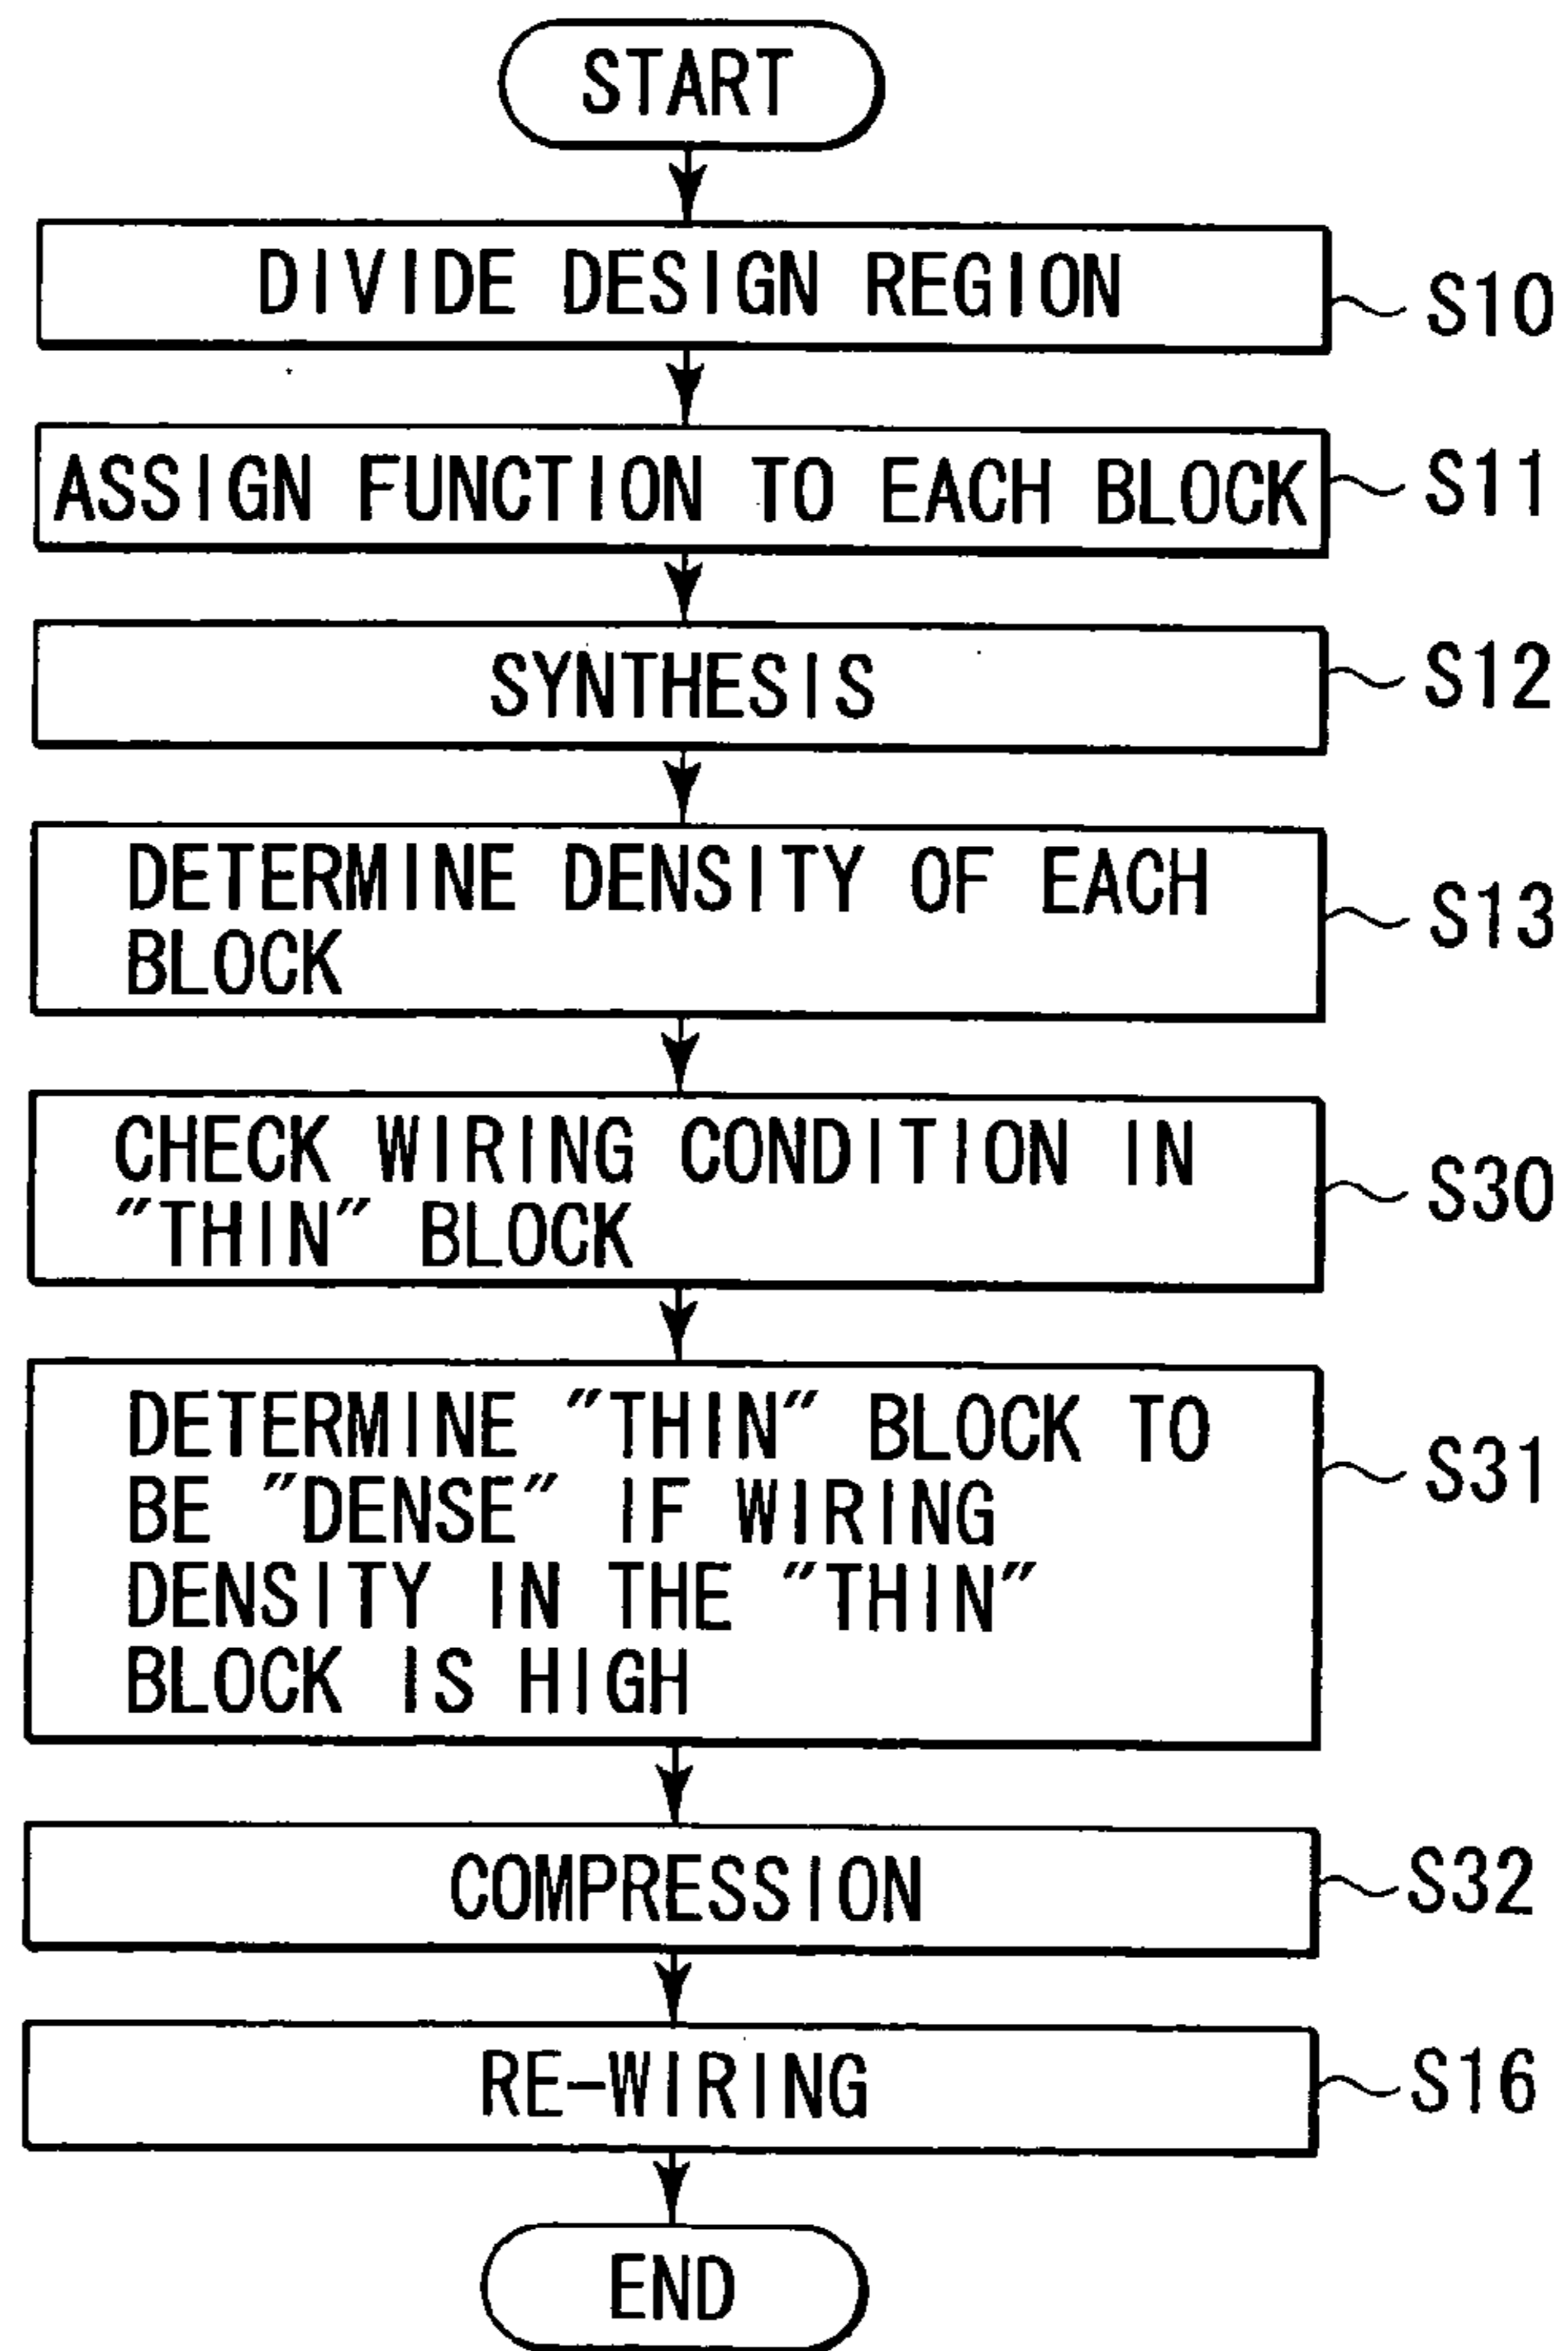 START
DIVIDE DESIGN REGION
S10
ASSIGN FUNCTION TO EACH BLOCK
S11
SYNTHESIS
S12
DETERMINE DENSITY OF EACH
BLOCK
S13
CHECK WIRING CONDITION IN
"THIN" BLOCK
S30
DETERMINE "THIN" BLOCK TO
BE "DENSE" IF WIRING
DENSITY IN THE "THIN"
BLOCK IS HIGH
S31
COMPRESSION
S32
RE-WIRING
S16
END